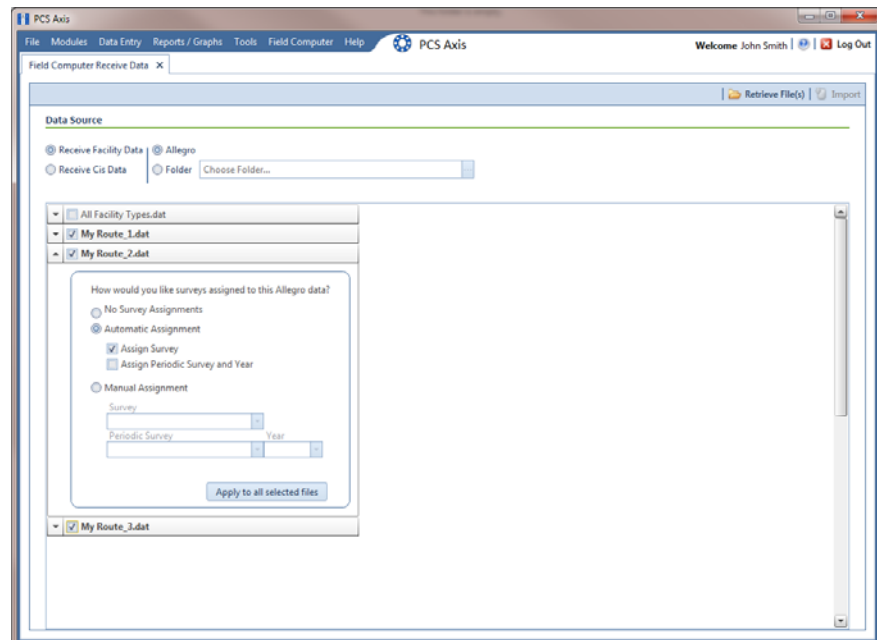 PCS Axis
File Modules Data Entry Reports / Graphs Tools Field Computer Help PCS Axis Welcome John Smith Log Out
Field Computer Receive Data
Retrieve File(s) Import
Data Source
Receive Facility Data Allegro
Receive Cis Data Folder Choose Folder...
All Facility Types.dat
My Route_1.dat
My Route_2.dat
How would you like surveys assigned to this Allegro data?
No Survey Assignments
Automatic Assignment
Assign Survey
Assign Periodic Survey and Year
Manual Assignment
Survey
Periodic Survey Year
Apply to all selected files
My Route_3.dat